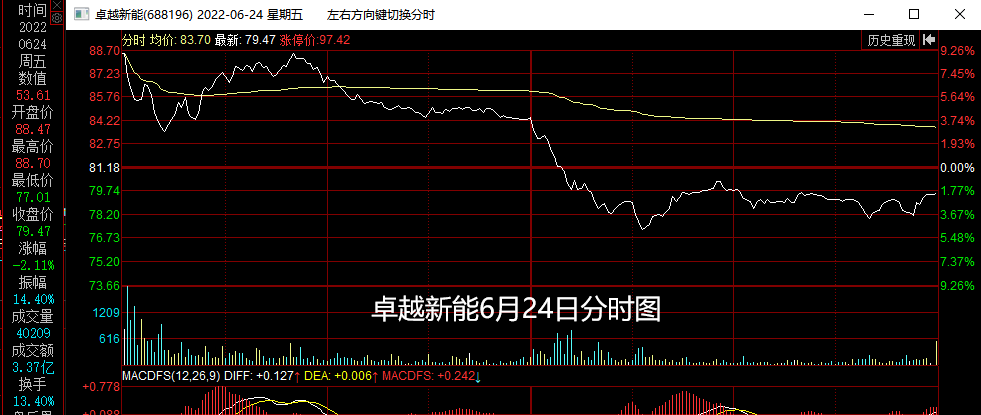 卓越新能(688196) 2022-06-24 星期五 左右方向键切换分时
时间
2022
0624
周五
数值
53.61
开盘价
88.47
最高价
88.70
最低价
77.01
收盘价
79.47
涨幅
-2.11%
振幅
14.40%
成交量
40209
成交额
3.37亿
换手
13.40%
分时 均价: 83.70 最新: 79.47 涨停价:97.42
历史重现
88.70 9.26%
87.23 7.45%
85.76 5.64%
84.22 3.74%
82.75 1.93%
81.18 0.00%
79.74 1.77%
78.20 3.67%
76.73 5.48%
75.20 7.37%
73.66 9.26%
1209
616
卓越新能6月24日分时图
MACDFS(12,26,9) DIFF: +0.127↑ DEA: +0.006↑ MACDFS: +0.242↓
+0.778